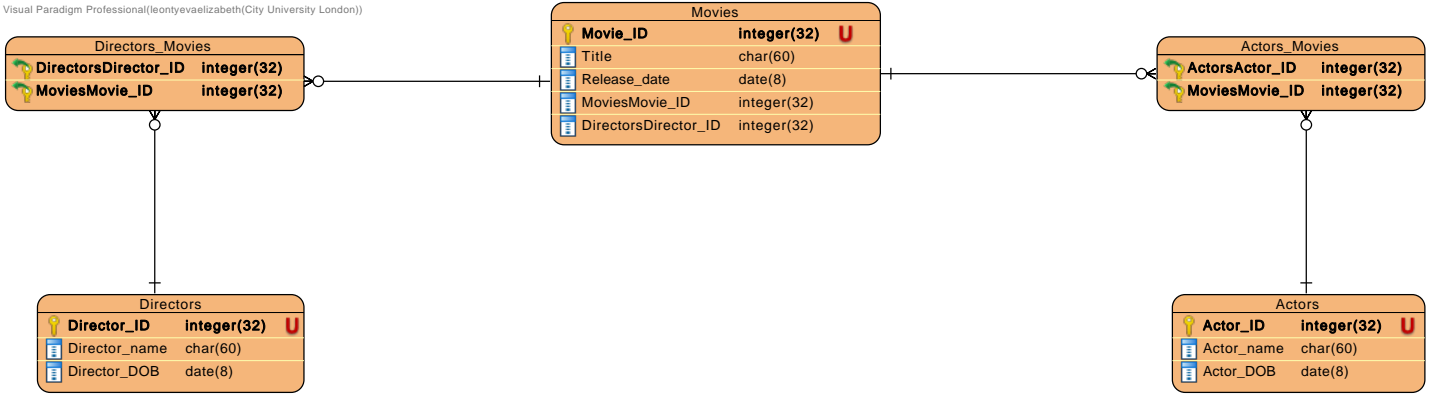 Visual Paradigm Professional(leontyevaelizabeth(City University London))
Directors_Movies
DirectorsDirector_ID integer(32)
MoviesMovie_ID integer(32)
Movies
Movie_ID integer(32) U
Title char(60)
Release_date date(8)
MoviesMovie_ID integer(32)
DirectorsDirector_ID integer(32)
Actors_Movies
ActorsActor_ID integer(32)
MoviesMovie_ID integer(32)
Directors
Director_ID integer(32) U
Director_name char(60)
Director_DOB date(8)
Actors
Actor_ID integer(32) U
Actor_name char(60)
Actor_DOB date(8)